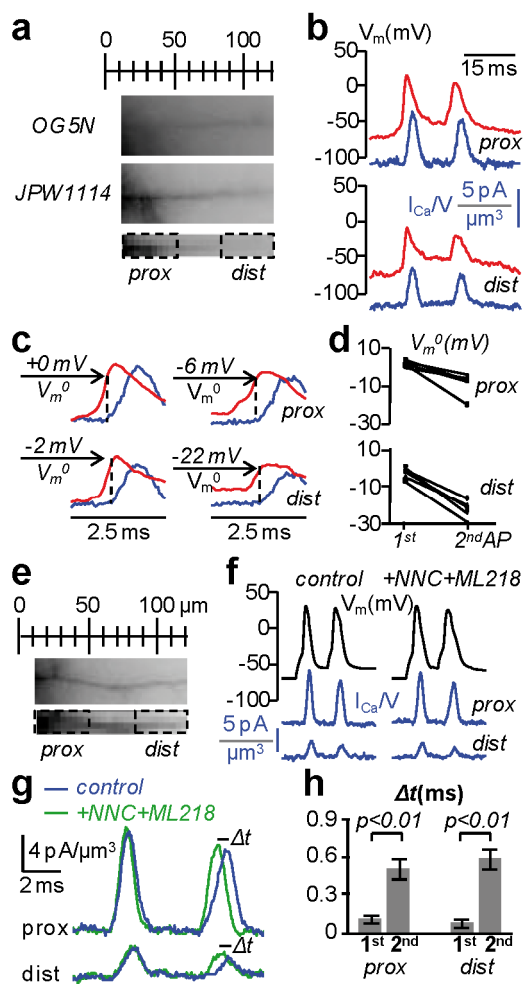 a
0 50 100
OG5N
JPW1114
prox dist
b
Vm(mV)
15 ms
50
0
-50
-100
prox
50
0
-50
-100
ICa/V 5 pA
μm³
dist
c
+0 mV
Vm⁰
-6 mV
Vm⁰
prox
-2 mV
Vm⁰
-22 mV
Vm⁰
dist
2.5 ms 2.5 ms
d
Vm⁰(mV)
10
-10
-30
prox
10
-10
-30
dist
1st 2nd AP
e
0 50 100 μm
prox dist
f
control +NNC+ML218
Vm(mV)
50
0
-50
-100
ICa/V
prox
5 pA
μm³
dist
g
control
+NNC+ML218
4 pA/μm³
2 ms
Δt
prox
Δt
dist
h
Δt(ms)
0.9
0.6
0.3
0
p<0.01 p<0.01
1st 2nd 1st 2nd
prox dist